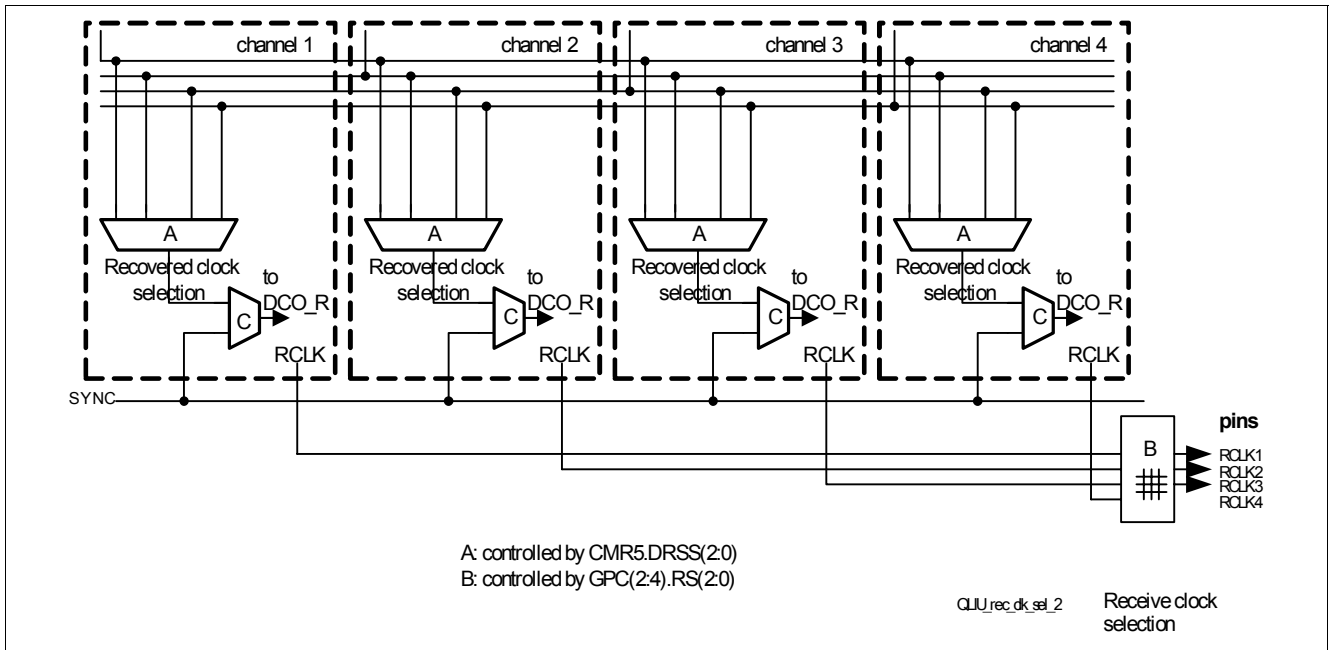 channel 1
channel 2
channel 3
channel 4
A
A
A
A
Recovered clock
selection
to
DCO_R
Recovered clock
selection
to
DCO_R
Recovered clock
selection
to
DCO_R
Recovered clock
selection
to
DCO_R
C
C
C
C
RCLK
RCLK
RCLK
RCLK
SYNC
pins
B
RCLK1
RCLK2
RCLK3
RCLK4
A: controlled by CMR5.DRSS(2:0)
B: controlled by GPC(2:4).RS(2:0)
QLIU_rec_clk_sel_2
Receive clock
selection